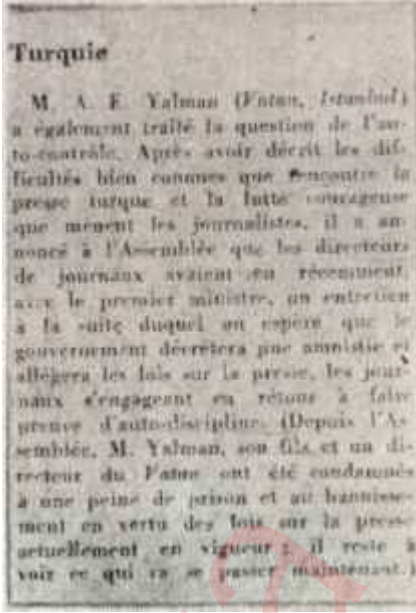 Turquie
M. A. E. Yalman (Vatan, Istanbul)
a également traité la question de l'au-
to-contrôle. Après avoir décrit les dif-
ficultés bien connues que rencontre la
presse turque et la lutte courageuse
que mènent les journalistes, il a an-
noncé à l'Assemblée que les directeurs
de journaux avaient eu récemment,
avec le premier ministre, un entretien
à la suite duquel on espère que le
gouvernement décrétera une amnistie et
allégera les lois sur la presse, les jour-
naux s'engageant en retour à faire
preuve d'auto-discipline. (Depuis l'As-
semblée, M. Yalman, son fils et un di-
recteur du Vatan ont été condamnés
à une peine de prison et au bannisse-
ment en vertu des lois sur la presse
actuellement en vigueur ; il reste à
voir ce qui va se passer maintenant.)